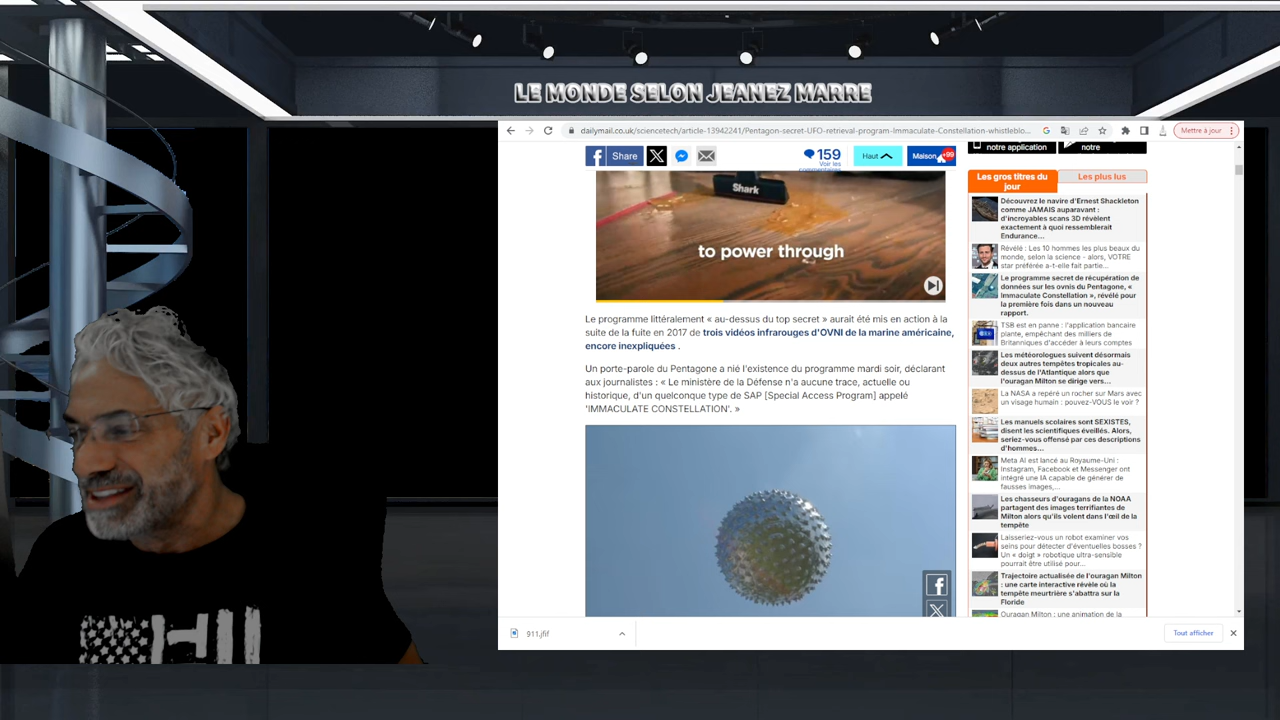 LE MONDE SELON JEANEZ MARRE
dailymail.co.uk/sciencetech/article-13942241/Pentagon-secret-UFO-retrieval-program-Immaculate-Constellation-whistleblo...
Mettre à jour
notre application
notre
Share
159
Voir les
commentaires
Haut
Maison
+99
Shark
to power through
Le programme littéralement « au-dessus du top secret » aurait été mis en action à la
suite de la fuite en 2017 de trois vidéos infrarouges d'OVNI de la marine américaine,
encore inexpliquées .
Un porte-parole du Pentagone a nié l'existence du programme mardi soir, déclarant
aux journalistes : « Le ministère de la Défense n'a aucune trace, actuelle ou
historique, d'un quelconque type de SAP [Special Access Program] appelé
'IMMACULATE CONSTELLATION'. »
Les gros titres du
jour
Les plus lus
Découvrez le navire d'Ernest Shackleton
comme JAMAIS auparavant :
d'incroyables scans 3D révèlent
exactement à quoi ressemblerait
Endurance...
Révélé : Les 10 hommes les plus beaux du
monde, selon la science - alors, VOTRE
star préférée a-t-elle fait partie...
Le programme secret de récupération de
données sur les ovnis du Pentagone, «
Immaculate Constellation », révélé pour
la première fois dans un nouveau
rapport.
TSB est en panne : l'application bancaire
plante, empêchant des milliers de
Britanniques d'accéder à leurs comptes
Les météorologues suivent désormais
deux autres tempêtes tropicales au-
dessus de l'Atlantique alors que
l'ouragan Milton se dirige vers...
La NASA a repéré un rocher sur Mars avec
un visage humain : pouvez-VOUS le voir ?
Les manuels scolaires sont SEXISTES,
disent les scientifiques éveillés. Alors,
seriez-vous offensé par ces descriptions
d'hommes...
Meta AI est lancé au Royaume-Uni :
Instagram, Facebook et Messenger ont
intégré une IA capable de générer de
fausses images,...
Les chasseurs d'ouragans de la NOAA
partagent des images terrifiantes de
Milton alors qu'ils volent dans l'œil de la
tempête
Laisseriez-vous un robot examiner vos
seins pour détecter d'éventuelles bosses ?
Un « doigt » robotique ultra-sensible
pourrait être utilisé pour...
Trajectoire actualisée de l'ouragan Milton
: une carte interactive révèle où la
tempête meurtrière s'abattra sur la
Floride
Ouragan Milton : une animation de la
911.jfif
Tout afficher